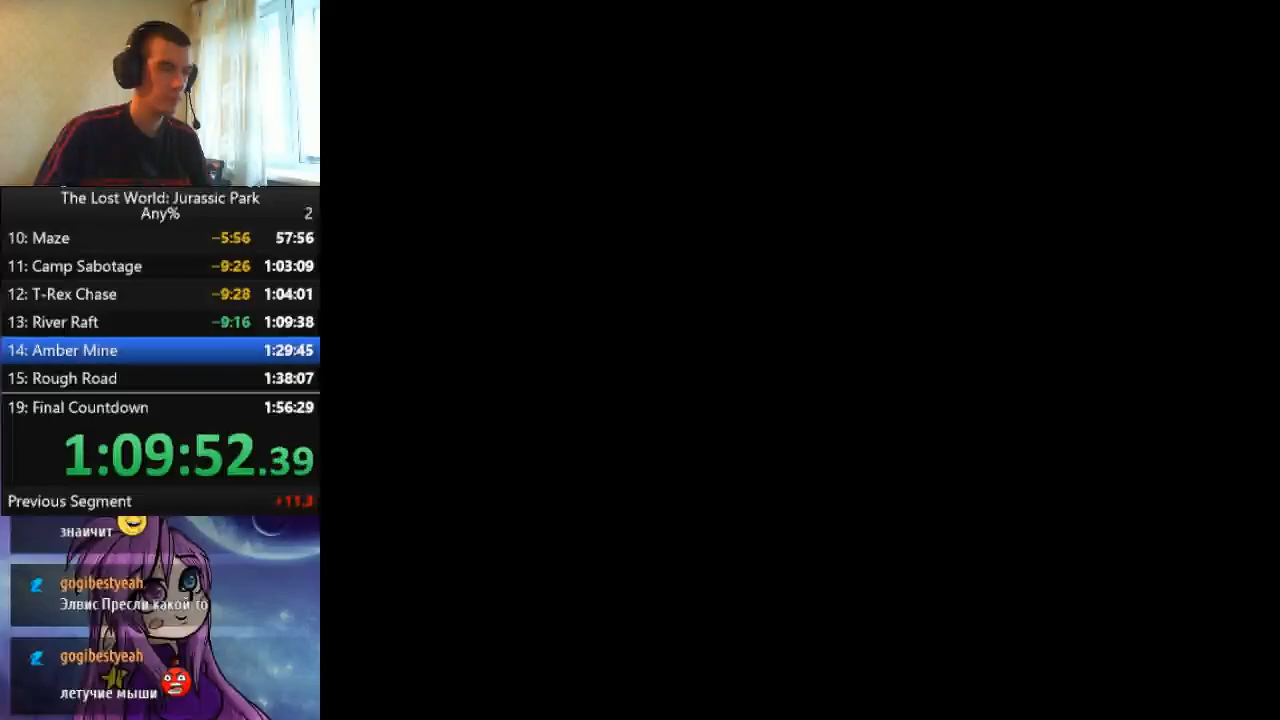 The Lost World: Jurassic Park
Any% 2
10: Maze −5:56 57:56
11: Camp Sabotage −9:26 1:03:09
12: T-Rex Chase −9:28 1:04:01
13: River Raft −9:16 1:09:38
14: Amber Mine 1:29:45
15: Rough Road 1:38:07
19: Final Countdown 1:56:29
1:09:52.39
Previous Segment +11.3
знаичит
gogibestyeah
Элвис Пресли какой то
gogibestyeah
летучие мыши